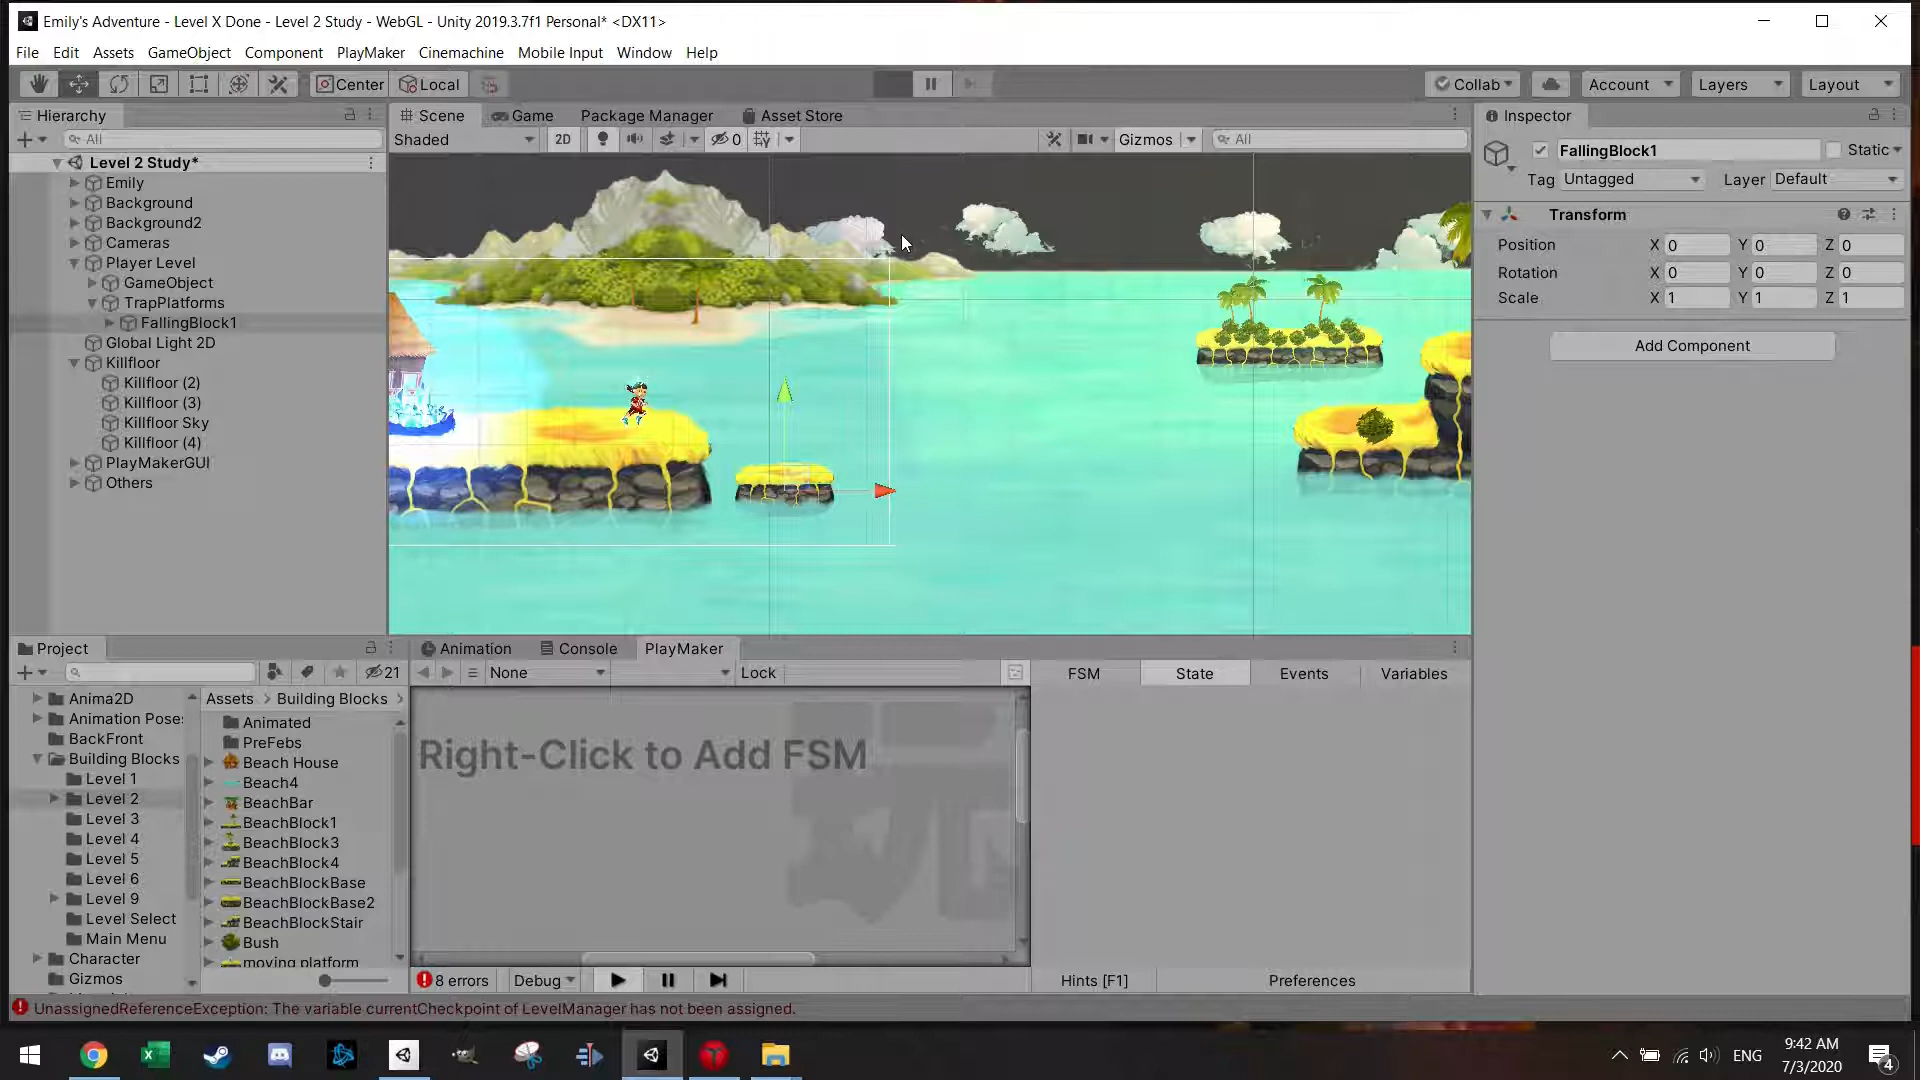 Emily's Adventure - Level X Done - Level 2 Study - WebGL - Unity 2019.3.7f1 Personal* <DX11>
File Edit Assets GameObject Component PlayMaker Cinemachine Mobile Input Window Help
Center Local Collab Account Layers Layout
Hierarchy
All
Level 2 Study*
Emily
Background
Background2
Cameras
Player Level
GameObject
TrapPlatforms
FallingBlock1
Global Light 2D
Killfloor
Killfloor (2)
Killfloor (3)
Killfloor Sky
Killfloor (4)
PlayMakerGUI
Others
Scene Game Package Manager Asset Store
Shaded 2D 0 Gizmos All
Inspector
FallingBlock1 Static
Tag Untagged Layer Default
Transform
Position X 0 Y 0 Z 0
Rotation X 0 Y 0 Z 0
Scale X 1 Y 1 Z 1
Add Component
Project
21
Anima2D
Animation Pose
BackFront
Building Blocks
Level 1
Level 2
Level 3
Level 4
Level 5
Level 6
Level 9
Level Select
Main Menu
Character
Gizmos
Assets > Building Blocks >
Animated
PreFebs
Beach House
Beach4
BeachBar
BeachBlock1
BeachBlock3
BeachBlock4
BeachBlockBase
BeachBlockBase2
BeachBlockStair
Bush
moving platform
Animation Console PlayMaker
None Lock
FSM State Events Variables
Right-Click to Add FSM
8 errors Debug Hints [F1] Preferences
UnassignedReferenceException: The variable currentCheckpoint of LevelManager has not been assigned.
ENG
9:42 AM
7/3/2020
4